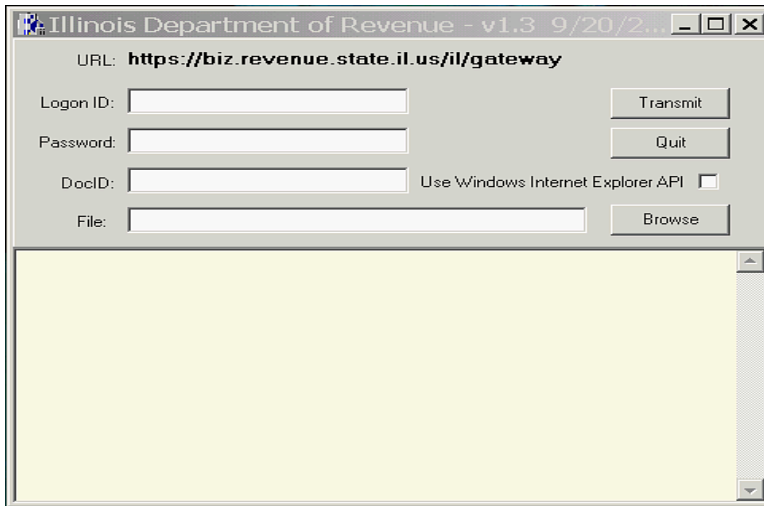 Illinois Department of Revenue - v1.3 9/20/2...
URL: https://biz.revenue.state.il.us/il/gateway
Logon ID:
Transmit
Password:
Quit
DocID:
Use Windows Internet Explorer API
File:
Browse